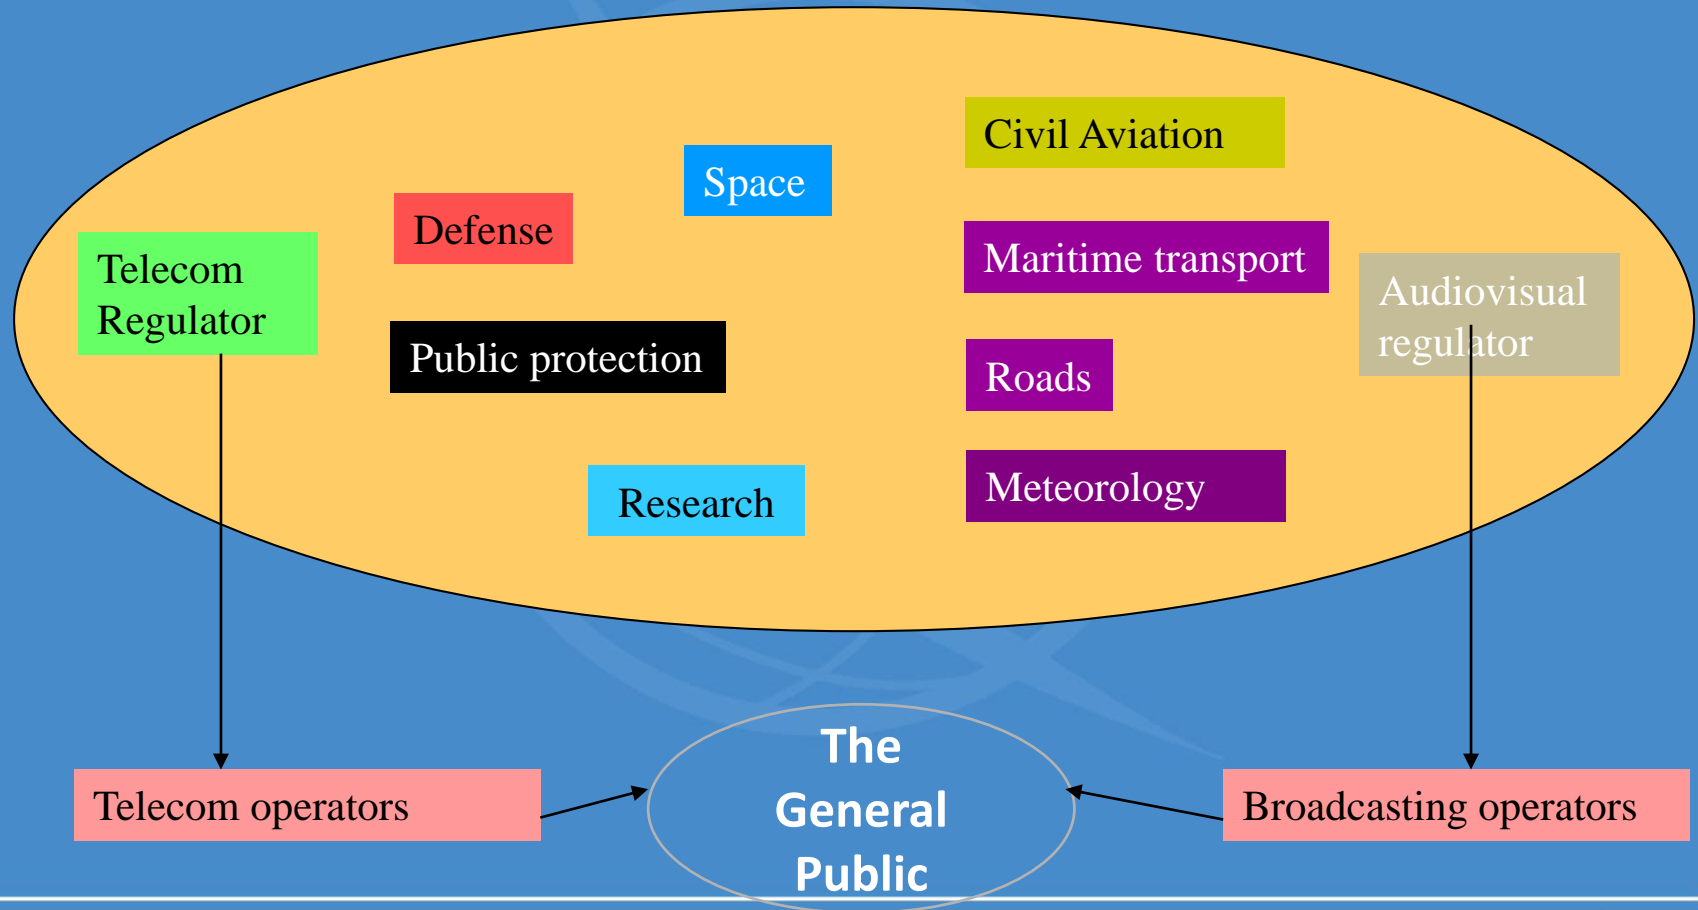 Civil Aviation
Space
Defense
Maritime transport
Telecom
Regulator
Audiovisual
regulator
Public protection
Roads
Meteorology
Research
The
General
Public
Telecom operators
Broadcasting operators